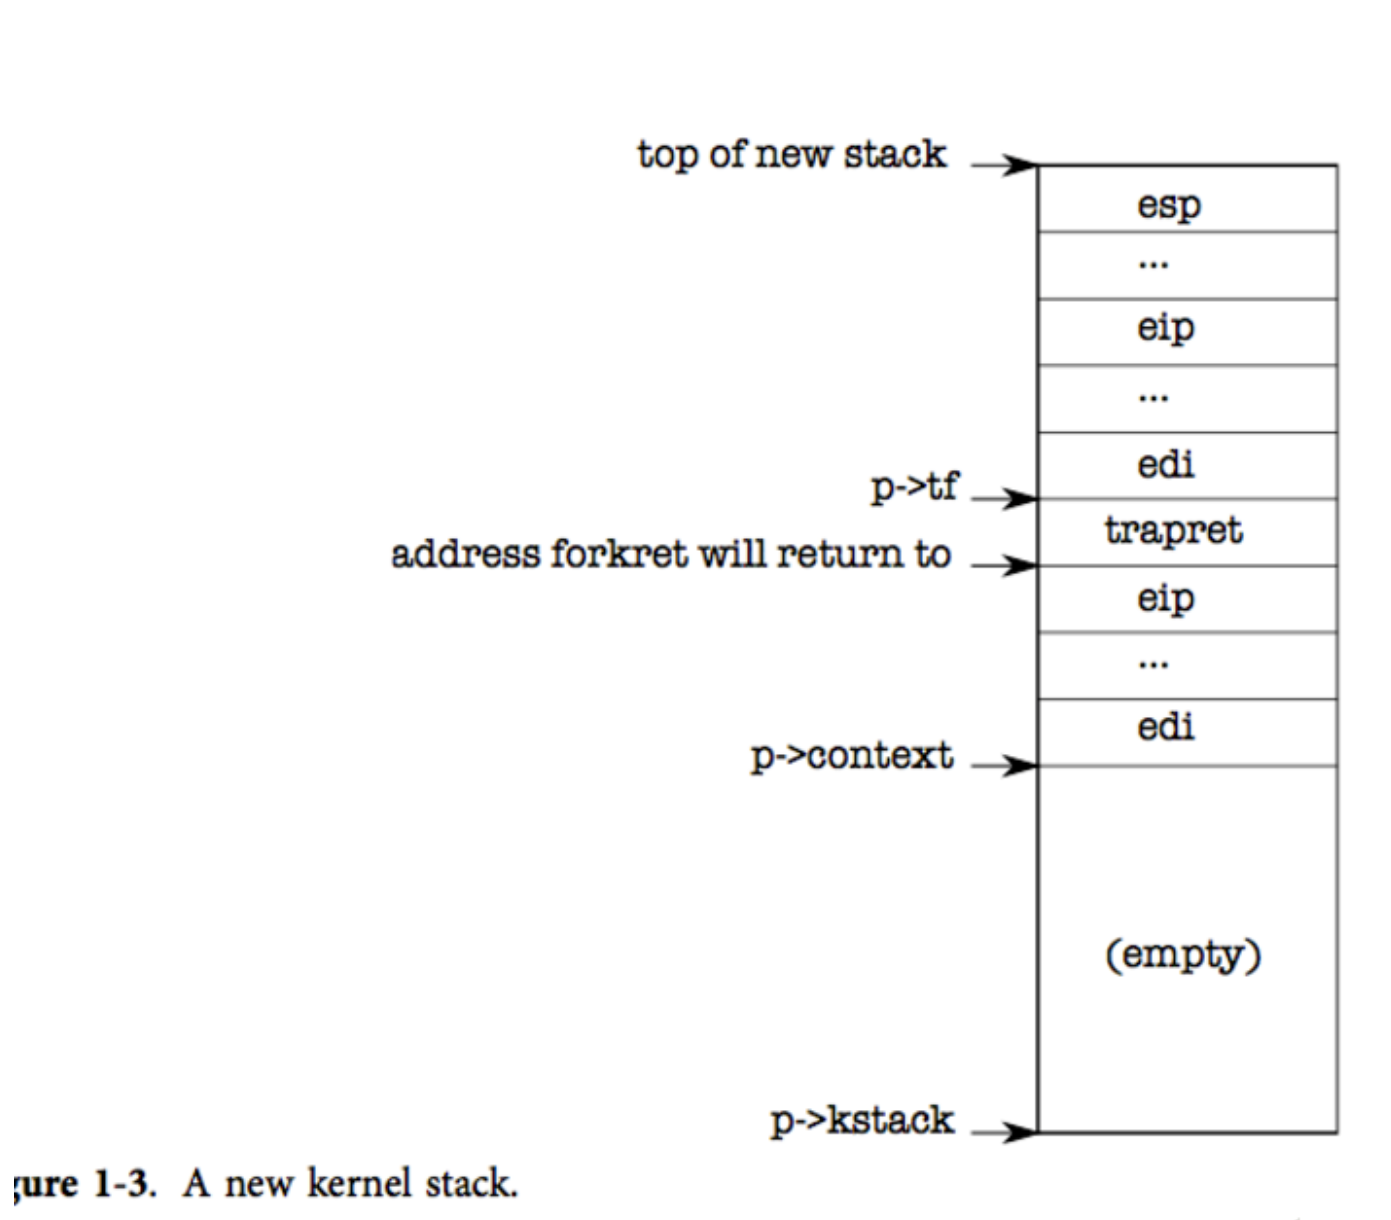 top of new stack
esp
...
eip
...
edi
p->tf
trapret
address forkret will return to
eip
...
edi
p->context
(empty)
p->kstack
gure 1-3. A new kernel stack.